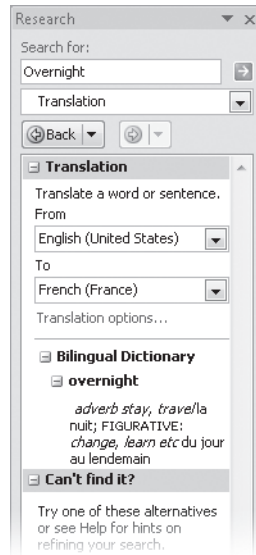 Research
Search for:
Overnight
Translation
Back
Translation
Translate a word or sentence.
From
English (United States)
To
French (France)
Translation options...
Bilingual Dictionary
overnight
adverb stay, travel la
nuit; FIGURATIVE:
change, learn etc du jour
au lendemain
Can't find it?
Try one of these alternatives
or see Help for hints on
refining your search.